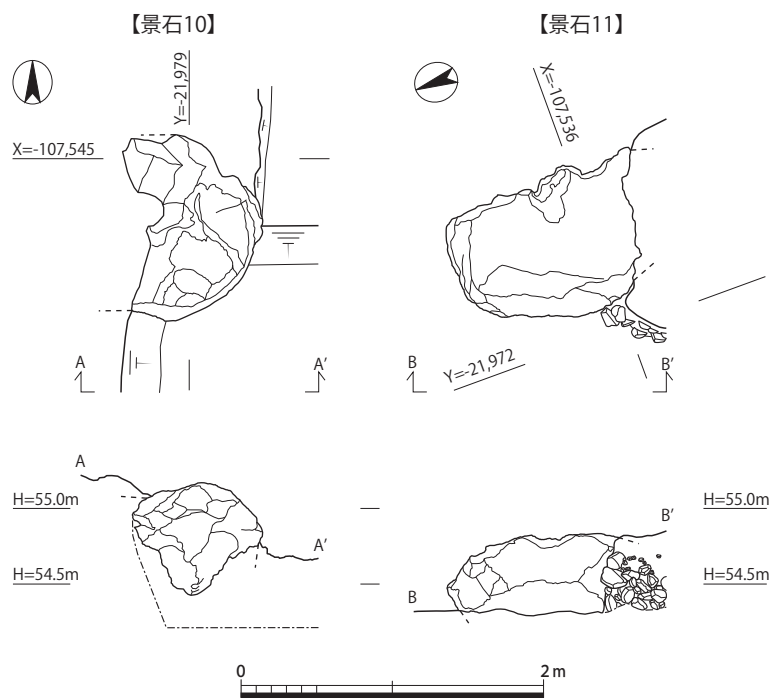 【景石10】
【景石11】
Y=-21,979
X=-107,545
X=-107,536
Y=-21,972
A
A’
B
B’
A
H=55.0m
A’
H=54.5m
B’
H=55.0m
B
H=54.5m
0
2 m